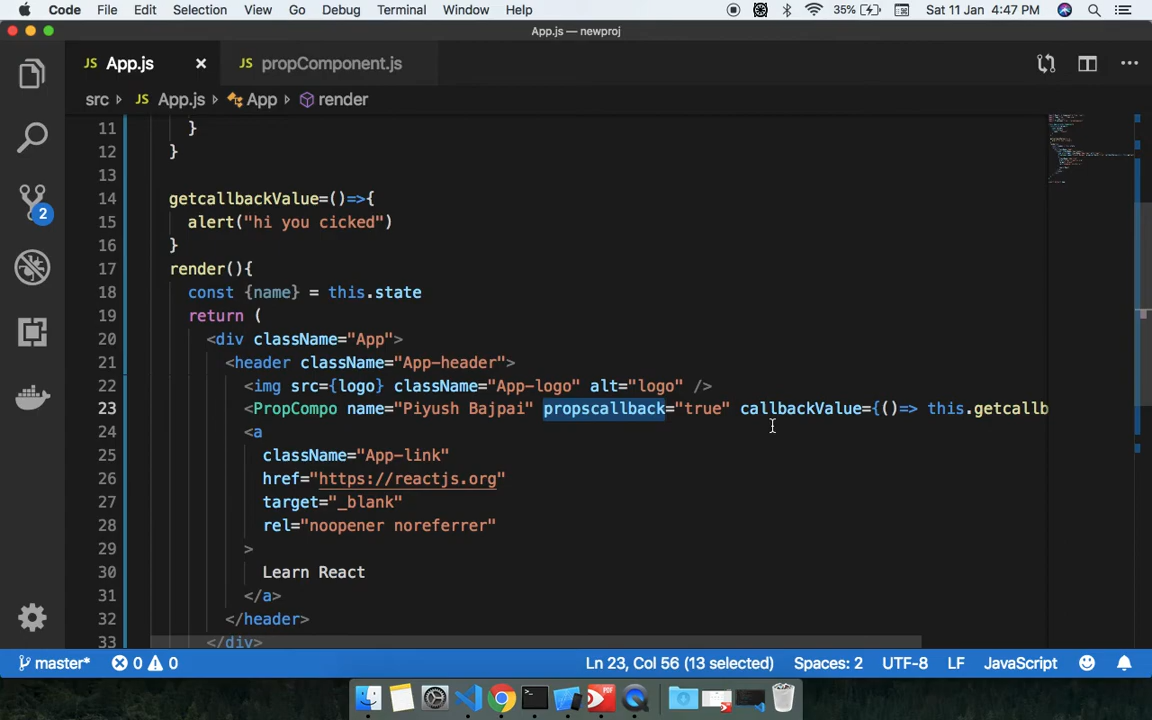 Code File Edit Selection View Go Debug Terminal Window Help 35% Sat 11 Jan 4:47 PM
App.js — newproj
JS App.js × JS propComponent.js
src JS App.js App render
11 }
12 }
13
14 getcallbackValue=()=>{
15 alert("hi you cicked")
16 }
17 render(){
18 const {name} = this.state
19 return (
20 <div className="App">
21 <header className="App-header">
22 <img src={logo} className="App-logo" alt="logo" />
23 <PropCompo name="Piyush Bajpai" propscallback="true" callbackValue={()=> this.getcallb
24 <a
25 className="App-link"
26 href="https://reactjs.org"
27 target="_blank"
28 rel="noopener noreferrer"
29 >
30 Learn React
31 </a>
32 </header>
33 </div>
2
master* 0 0 Ln 23, Col 56 (13 selected) Spaces: 2 UTF-8 LF JavaScript